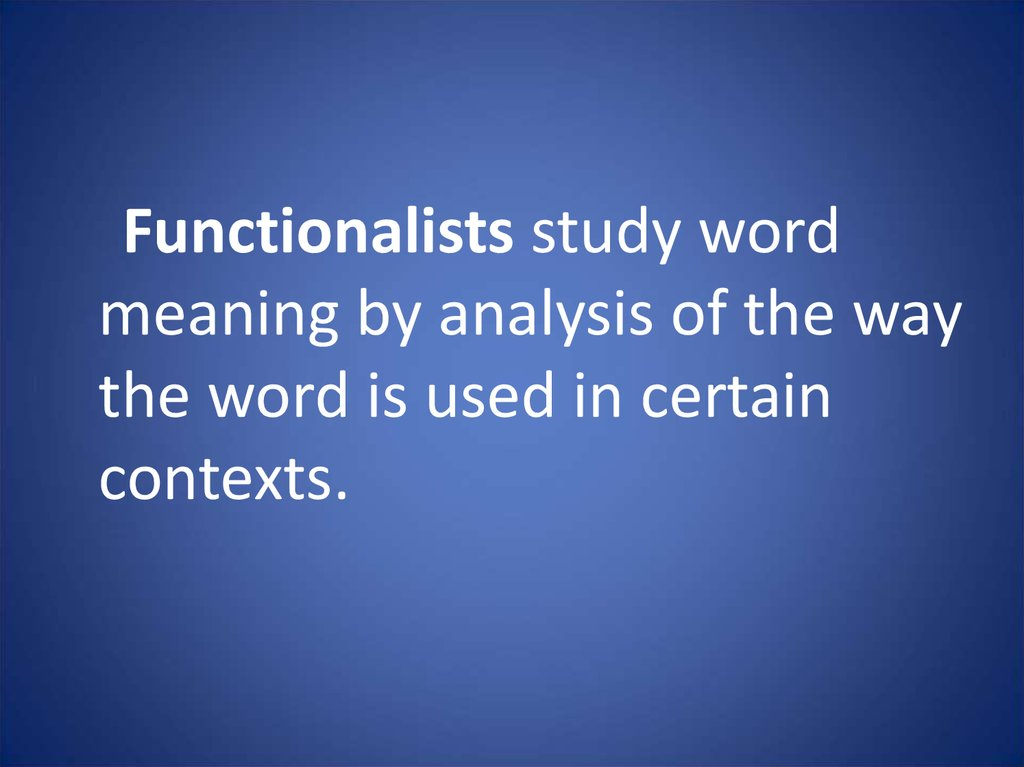 Functionalists study word
meaning by analysis of the way
the word is used in certain
contexts.